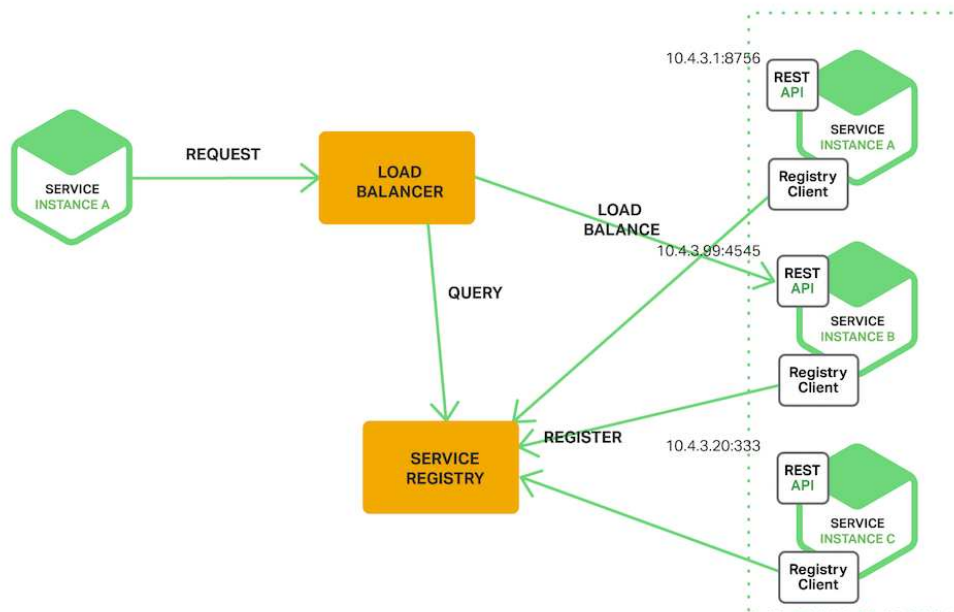 SERVICE
INSTANCE A
REQUEST
LOAD
BALANCER
QUERY
SERVICE
REGISTRY
LOAD
BALANCE
REGISTER
10.4.3.1:8756
REST
API
SERVICE
INSTANCE A
Registry
Client
10.4.3.99:4545
REST
API
SERVICE
INSTANCE B
Registry
Client
10.4.3.20:333
REST
API
SERVICE
INSTANCE C
Registry
Client